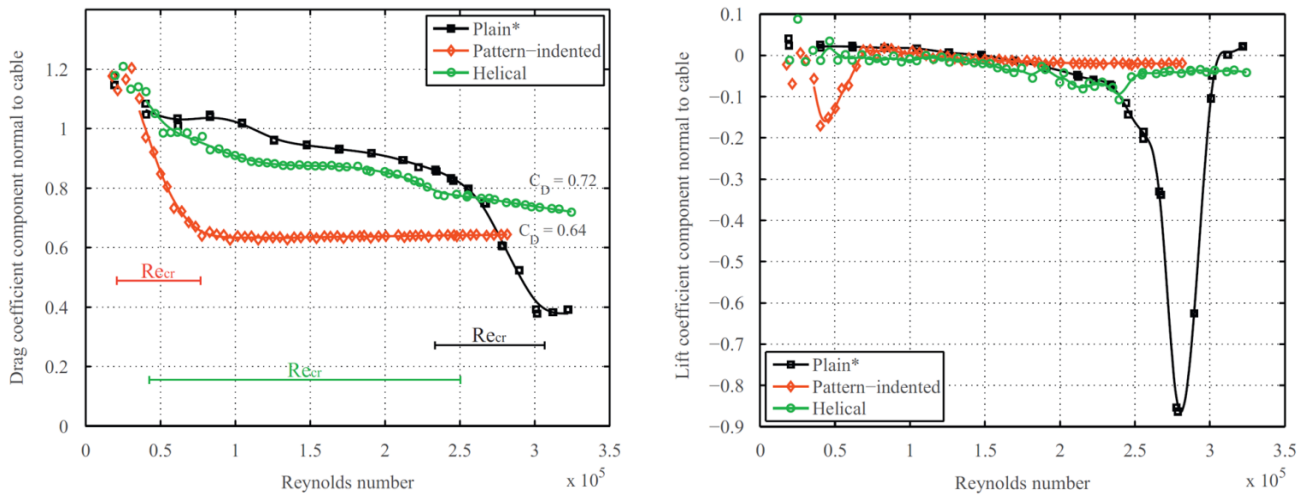 Drag coefficient component normal to cable
1.2
1
0.8
0.6
0.4
0.2
0
Plain*
Pattern−indented
Helical
C_D = 0.72
C_D = 0.64
Recr
Recr
Recr
0 0.5 1 1.5 2 2.5 3 3.5
Reynolds number
x 10^5
Lift coefficient component normal to cable
0.1
0
−0.1
−0.2
−0.3
−0.4
−0.5
−0.6
−0.7
−0.8
−0.9
Plain*
Pattern−indented
Helical
0 0.5 1 1.5 2 2.5 3 3.5
Reynolds number
x 10^5